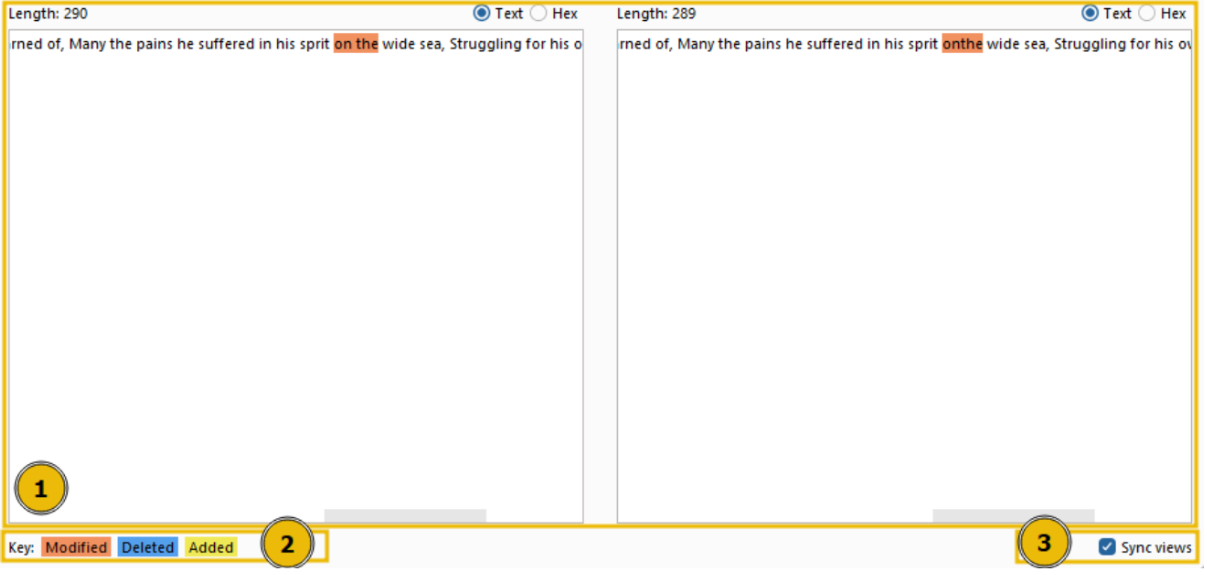 Length: 290 Text Hex
rned of, Many the pains he suffered in his sprit on the wide sea, Struggling for his o
Length: 289 Text Hex
rned of, Many the pains he suffered in his sprit onthe wide sea, Struggling for his ov
1
Key: Modified Deleted Added 2
3 Sync views